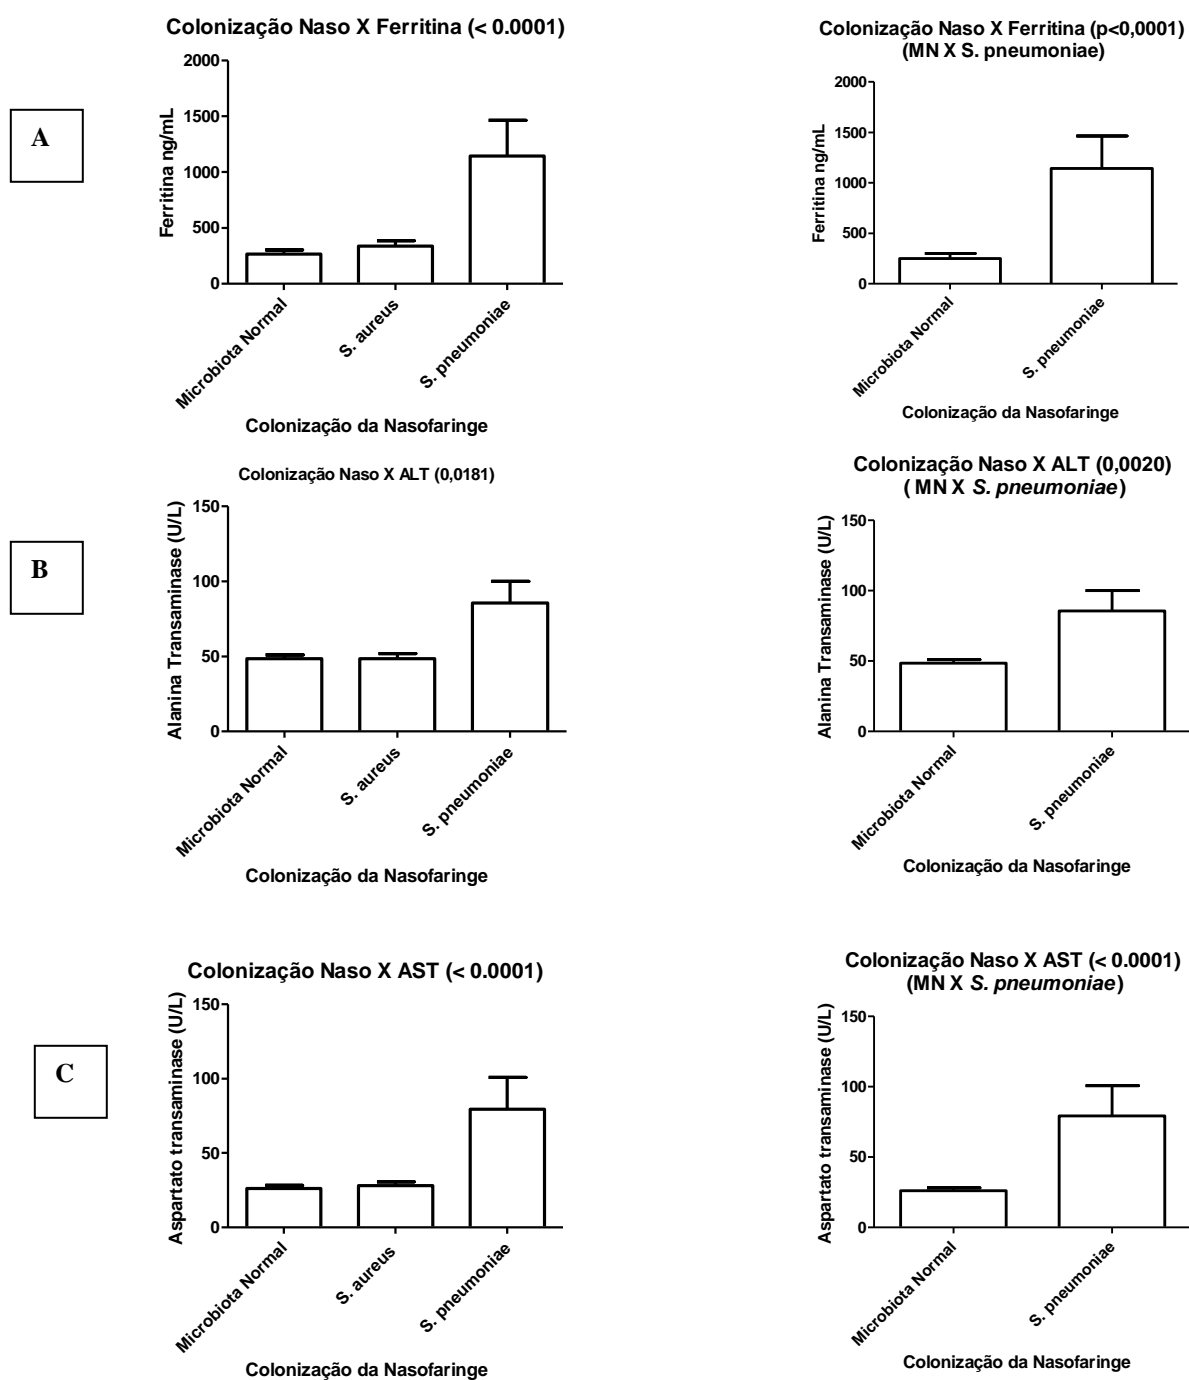 A
Colonização Naso X Ferritina (< 0.0001)
Ferritina ng/mL
2000
1500
1000
500
0
Microbiota Normal
S. aureus
S. pneumoniae
Colonização da Nasofaringe
Colonização Naso X Ferritina (p<0,0001)
(MN X S. pneumoniae)
Ferritina ng/mL
2000
1500
1000
500
0
Microbiota Normal
S. pneumoniae
Colonização da Nasofaringe
B
Colonização Naso X ALT (0,0181)
Alanina Transaminase (U/L)
150
100
50
0
Microbiota Normal
S. aureus
S. pneumoniae
Colonização da Nasofaringe
Colonização Naso X ALT (0,0020)
( MN X S. pneumoniae)
Alanina Transaminase (U/L)
150
100
50
0
Microbiota Normal
S. pneumoniae
Colonização da Nasofaringe
C
Colonização Naso X AST (< 0.0001)
Aspartato transaminase (U/L)
150
100
50
0
Microbiota Normal
S. aureus
S. pneumoniae
Colonização da Nasofaringe
Colonização Naso X AST (< 0.0001)
(MN X S. pneumoniae)
Aspartato transaminase (U/L)
150
100
50
0
Microbiota Normal
S. pneumoniae
Colonização da Nasofaringe